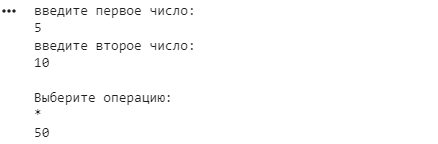 введите первое число:
5
введите второе число:
10
Выберите операцию:
*
50